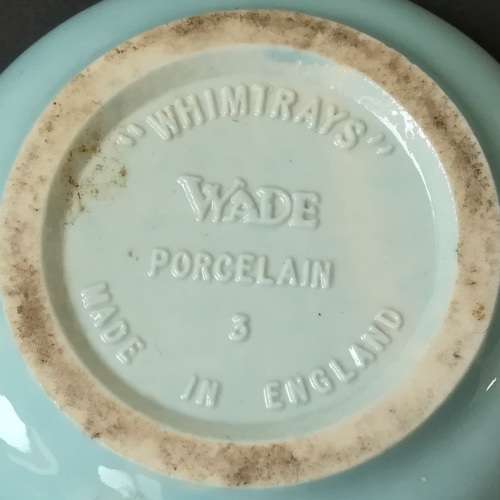 "WHIMTRAYS"
WADE
PORCELAIN
3
MADE IN ENGLAND